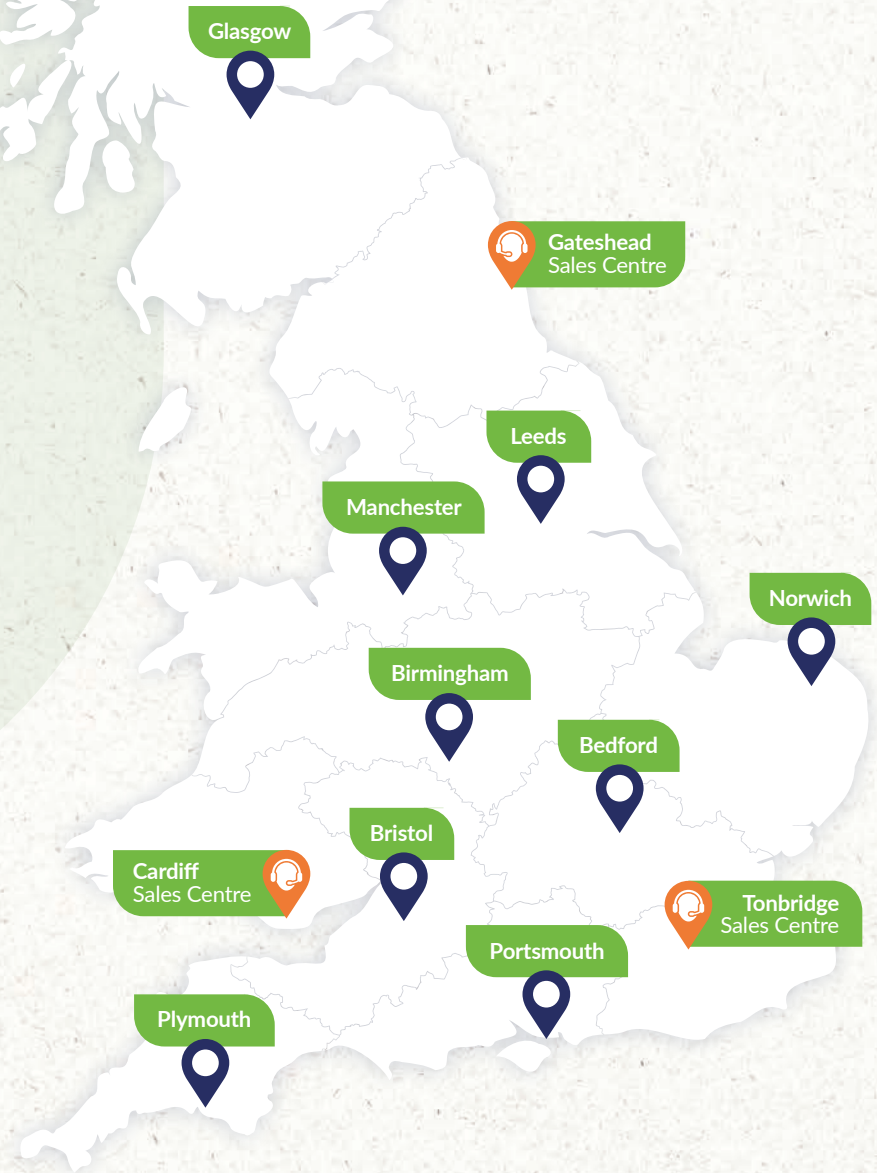 Glasgow
Gateshead
Sales Centre
Leeds
Manchester
Norwich
Birmingham
Bedford
Bristol
Cardiff
Sales Centre
Tonbridge
Sales Centre
Portsmouth
Plymouth